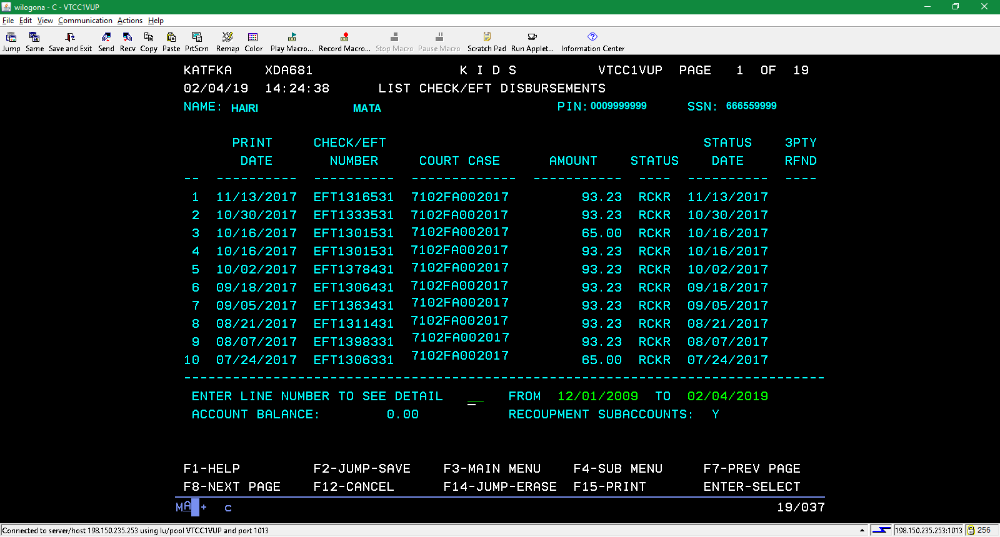 wilogona - C - VTCC1VUP
File Edit View Communication Actions Help
Jump Same Save and Exit Send Recv Copy Paste PrtScrn Remap Color Play Macro... Record Macro... Stop Macro Pause Macro Scratch Pad Run Applet... Information Center
KATFKA XDA681 K I D S VTCC1VUP PAGE 1 OF 19
02/04/19 14:24:38 LIST CHECK/EFT DISBURSEMENTS
NAME: HAIRI MATA PIN: 0009999999 SSN: 666559999
PRINT CHECK/EFT STATUS 3PTY
DATE NUMBER COURT CASE AMOUNT STATUS DATE RFND
-- ---------- ---------- ------------- ----------- ---- ---------- ----
1 11/13/2017 EFT1316531 7102FA002017 93.23 RCKR 11/13/2017
2 10/30/2017 EFT1333531 7102FA002017 93.23 RCKR 10/30/2017
3 10/16/2017 EFT1301531 7102FA002017 65.00 RCKR 10/16/2017
4 10/16/2017 EFT1301531 7102FA002017 93.23 RCKR 10/16/2017
5 10/02/2017 EFT1378431 7102FA002017 93.23 RCKR 10/02/2017
6 09/18/2017 EFT1306431 7102FA002017 93.23 RCKR 09/18/2017
7 09/05/2017 EFT1363431 7102FA002017 93.23 RCKR 09/05/2017
8 08/21/2017 EFT1311431 7102FA002017 93.23 RCKR 08/21/2017
9 08/07/2017 EFT1398331 7102FA002017 93.23 RCKR 08/07/2017
10 07/24/2017 EFT1306331 7102FA002017 65.00 RCKR 07/24/2017
-------------------------------------------------------------------------------
ENTER LINE NUMBER TO SEE DETAIL __ FROM 12/01/2009 TO 02/04/2019
ACCOUNT BALANCE: 0.00 RECOUPMENT SUBACCOUNTS: Y
F1-HELP F2-JUMP-SAVE F3-MAIN MENU F4-SUB MENU F7-PREV PAGE
F8-NEXT PAGE F12-CANCEL F14-JUMP-ERASE F15-PRINT ENTER-SELECT
MA + C 19/037
Connected to server/host 198.150.235.253 using lu/pool VTCC1VUP and port 1013 198.150.235.253:1013 256